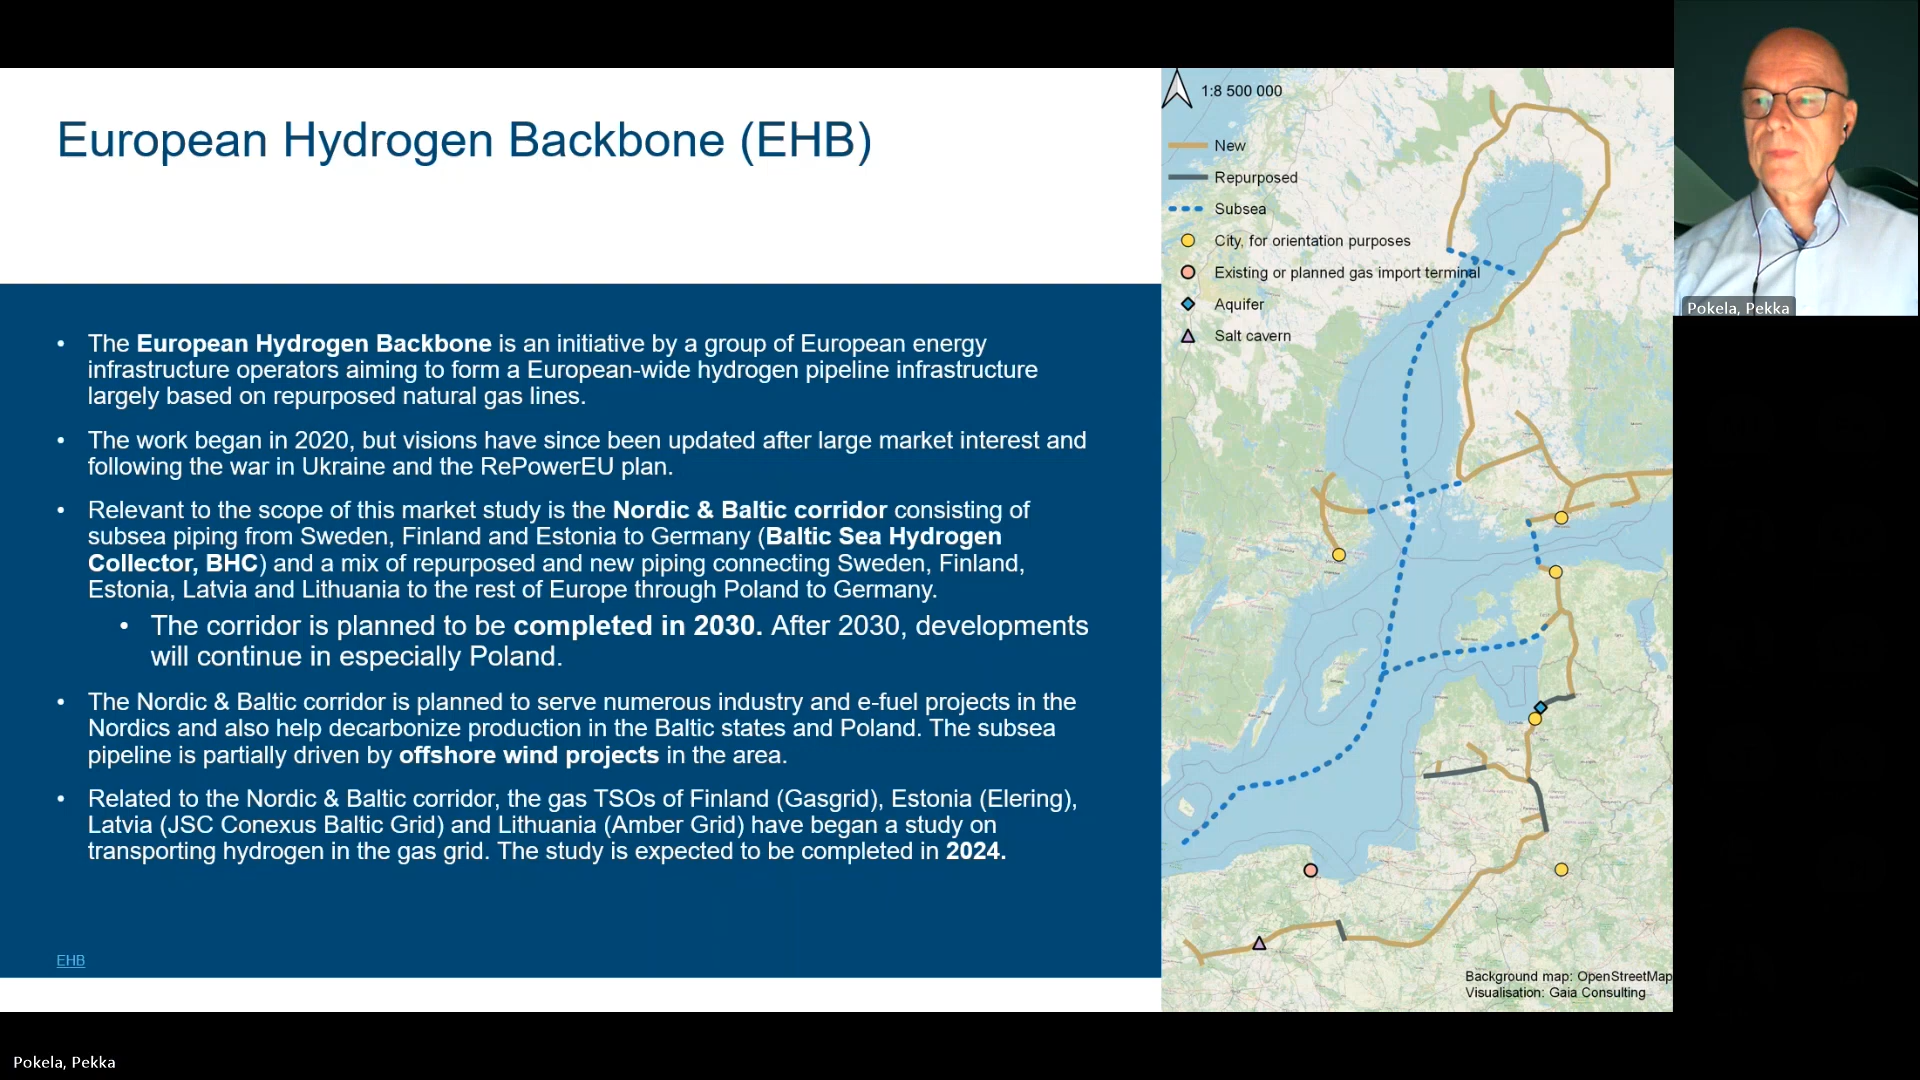 European Hydrogen Backbone (EHB)
• The European Hydrogen Backbone is an initiative by a group of European energy
infrastructure operators aiming to form a European-wide hydrogen pipeline infrastructure
largely based on repurposed natural gas lines.
• The work began in 2020, but visions have since been updated after large market interest and
following the war in Ukraine and the RePowerEU plan.
• Relevant to the scope of this market study is the Nordic & Baltic corridor consisting of
subsea piping from Sweden, Finland and Estonia to Germany (Baltic Sea Hydrogen
Collector, BHC) and a mix of repurposed and new piping connecting Sweden, Finland,
Estonia, Latvia and Lithuania to the rest of Europe through Poland to Germany.
• The corridor is planned to be completed in 2030. After 2030, developments
will continue in especially Poland.
• The Nordic & Baltic corridor is planned to serve numerous industry and e-fuel projects in the
Nordics and also help decarbonize production in the Baltic states and Poland. The subsea
pipeline is partially driven by offshore wind projects in the area.
• Related to the Nordic & Baltic corridor, the gas TSOs of Finland (Gasgrid), Estonia (Elering),
Latvia (JSC Conexus Baltic Grid) and Lithuania (Amber Grid) have began a study on
transporting hydrogen in the gas grid. The study is expected to be completed in 2024.
EHB
1:8 500 000
New
Repurposed
Subsea
City, for orientation purposes
Existing or planned gas import terminal
Aquifer
Salt cavern
Background map: OpenStreetMap
Visualisation: Gaia Consulting
Pokela, Pekka
Pokela, Pekka